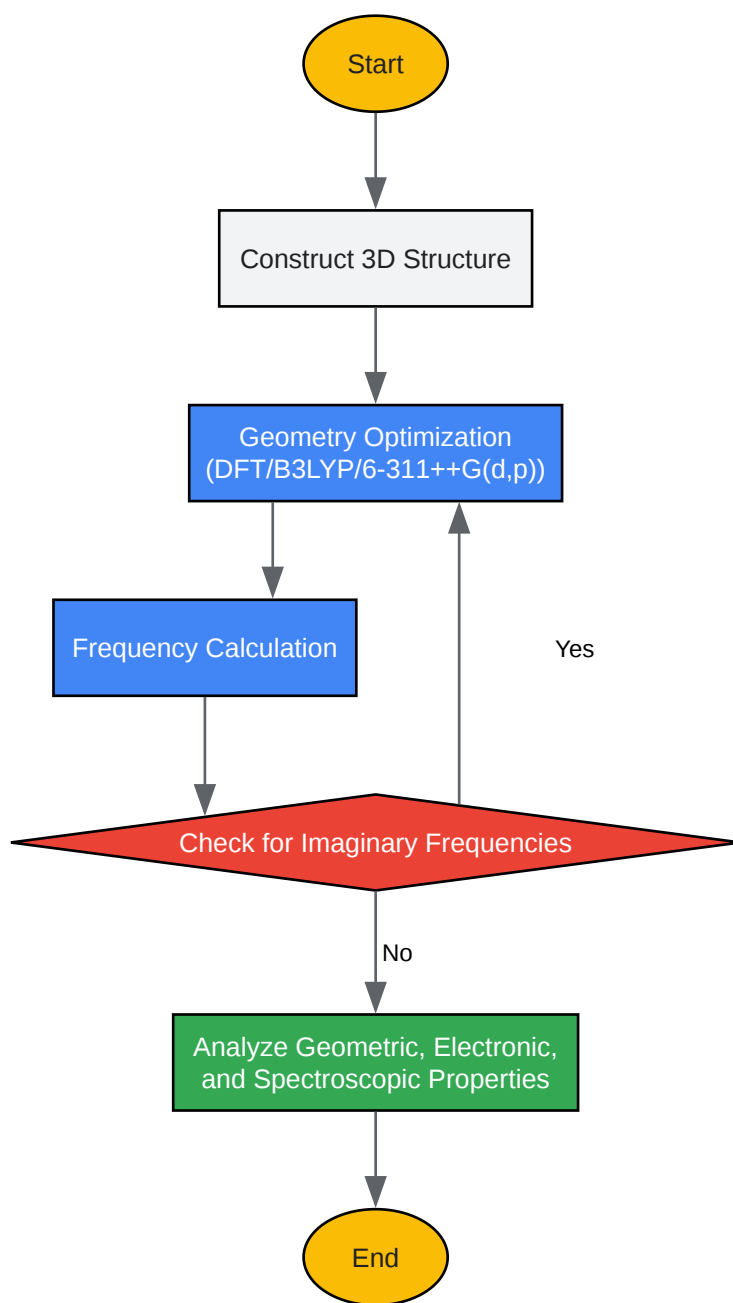 Start
Construct 3D Structure
Geometry Optimization
(DFT/B3LYP/6-311++G(d,p))
Frequency Calculation
Yes
Check for Imaginary Frequencies
No
Analyze Geometric, Electronic,
and Spectroscopic Properties
End